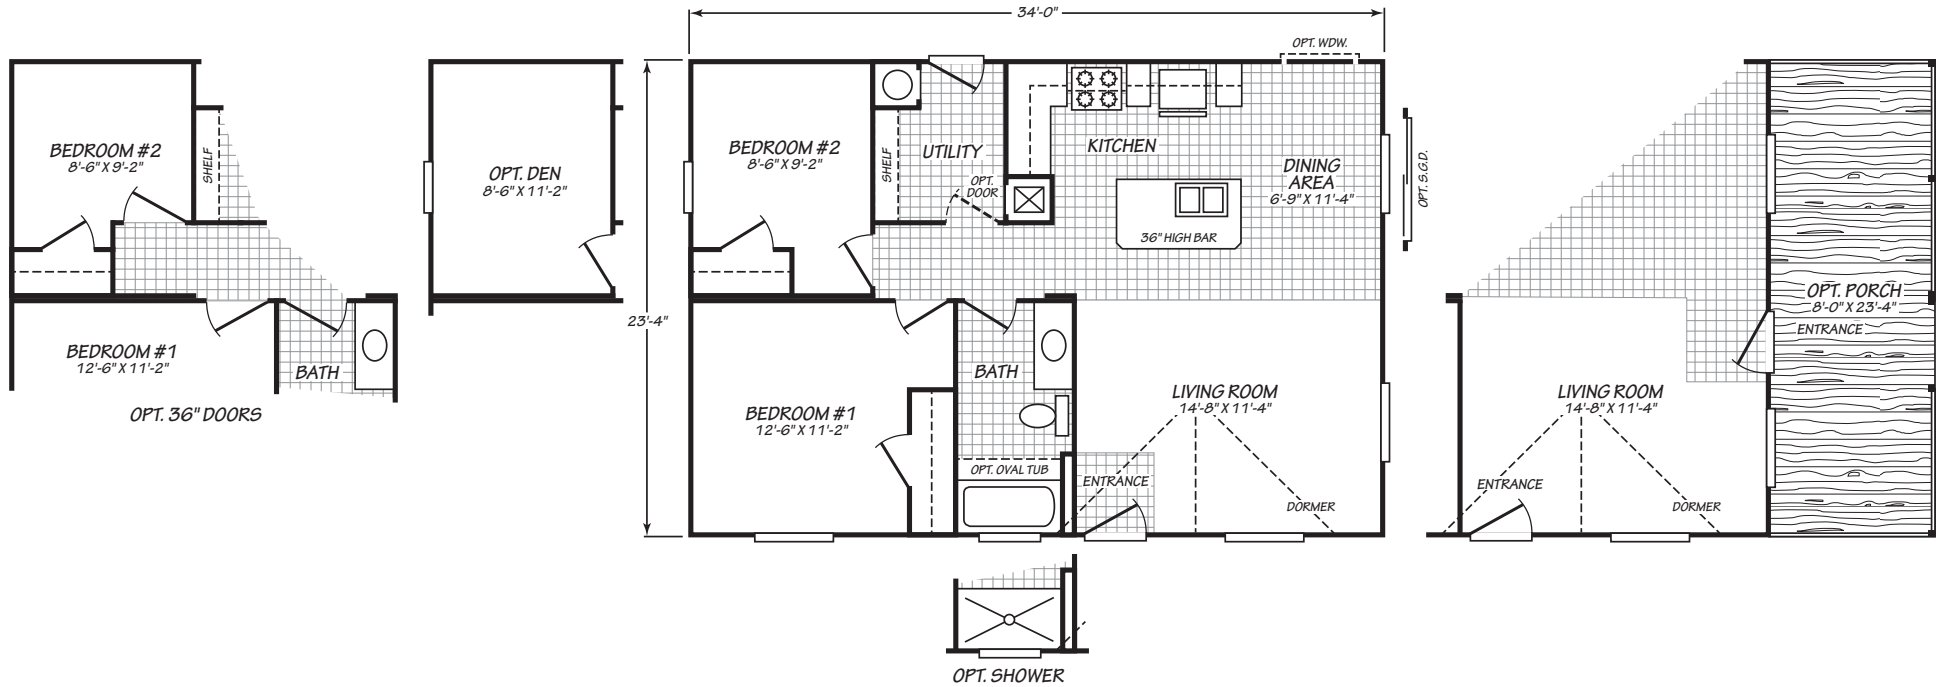 BEDROOM #2
8'-6" X 9'-2"
SHELF
BEDROOM #1
12'-6" X 11'-2"
BATH
OPT. 36" DOORS
OPT. DEN
8'-6" X 11'-2"
34'-0"
23'-4"
OPT. WDW.
BEDROOM #2
8'-6" X 9'-2"
SHELF
UTILITY
OPT.
DOOR
KITCHEN
DINING
AREA
6'-9" X 11'-4"
36" HIGH BAR
OPT. S.G.D.
BEDROOM #1
12'-6" X 11'-2"
BATH
OPT. OVAL TUB
LIVING ROOM
14'-8" X 11'-4"
ENTRANCE
DORMER
OPT. SHOWER
OPT. PORCH
8'-0" X 23'-4"
ENTRANCE
LIVING ROOM
14'-8" X 11'-4"
ENTRANCE
DORMER